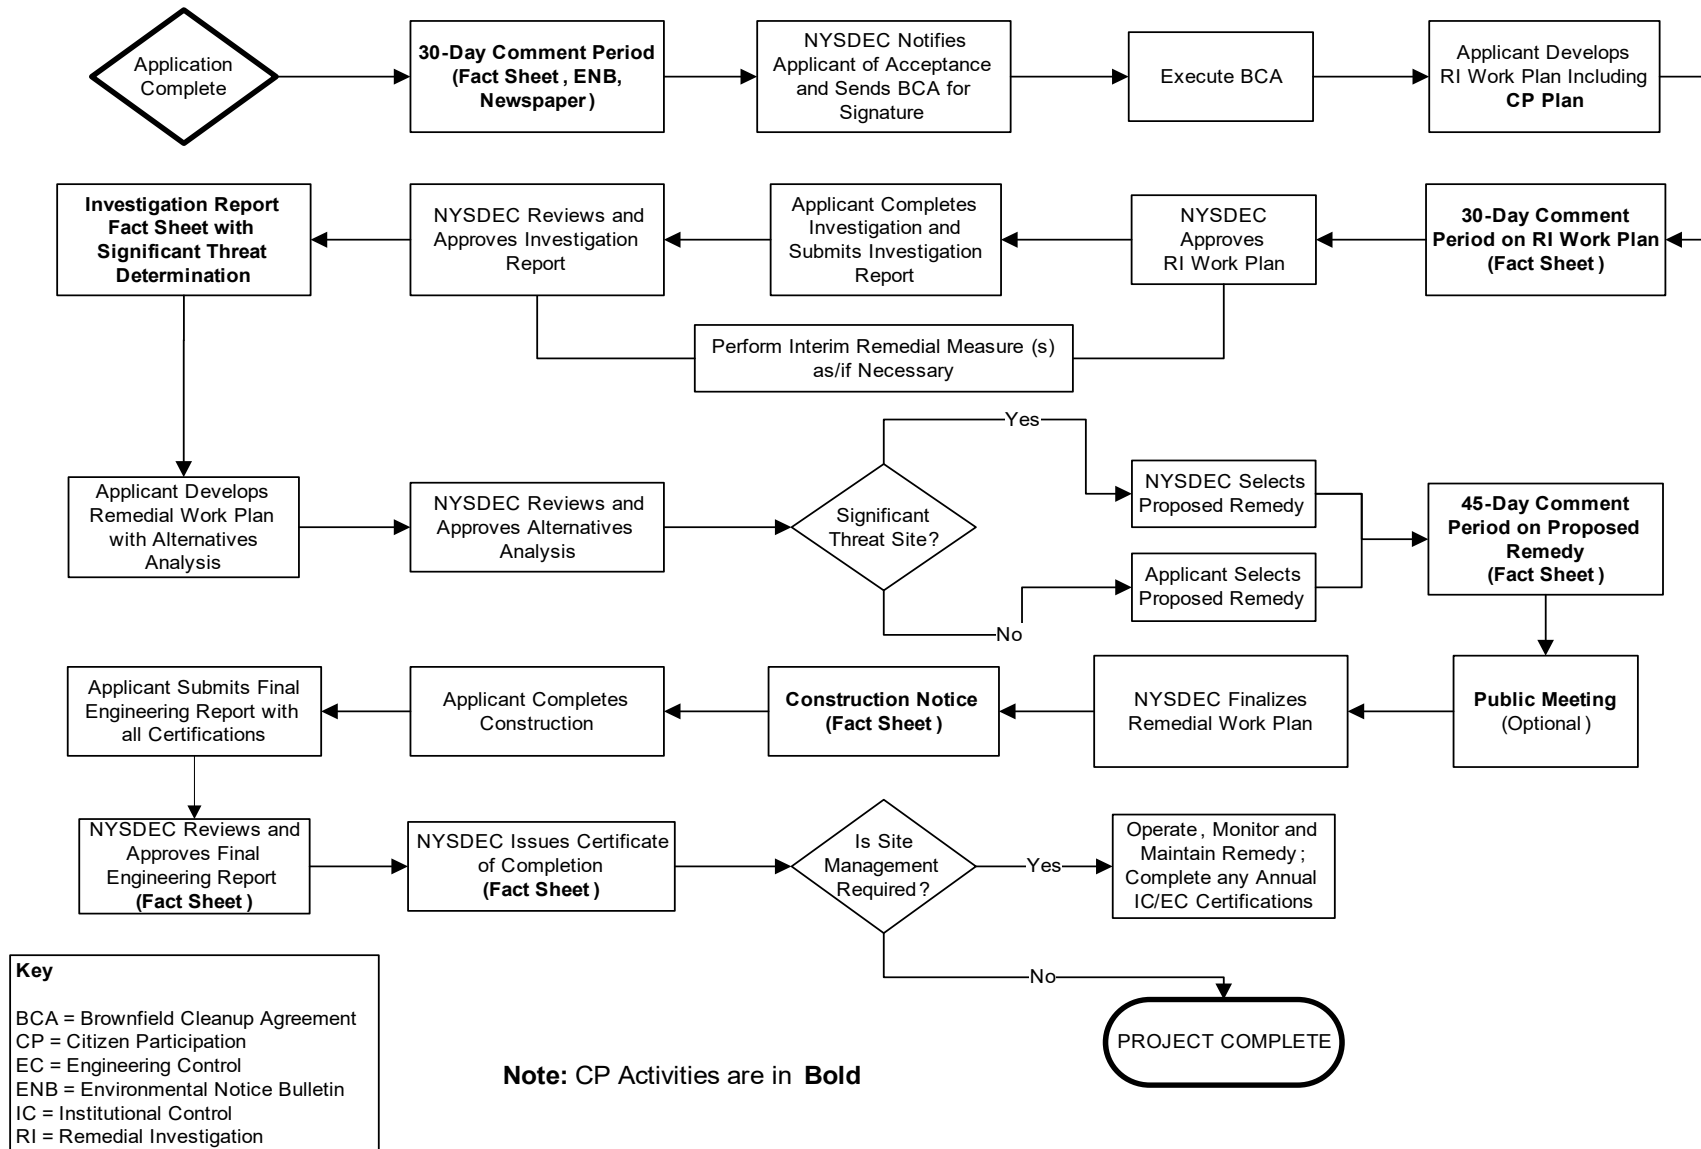 Application
Complete
30-Day Comment Period
(Fact Sheet, ENB,
Newspaper)
NYSDEC Notifies
Applicant of Acceptance
and Sends BCA for
Signature
Execute BCA
Applicant Develops
RI Work Plan Including
CP Plan
Investigation Report
Fact Sheet with
Significant Threat
Determination
NYSDEC Reviews and
Approves Investigation
Report
Applicant Completes
Investigation and
Submits Investigation
Report
NYSDEC
Approves
RI Work Plan
30-Day Comment
Period on RI Work Plan
(Fact Sheet)
Perform Interim Remedial Measure (s)
as/if Necessary
Applicant Develops
Remedial Work Plan
with Alternatives
Analysis
NYSDEC Reviews and
Approves Alternatives
Analysis
Significant
Threat Site?
Yes
No
NYSDEC Selects
Proposed Remedy
Applicant Selects
Proposed Remedy
45-Day Comment
Period on Proposed
Remedy
(Fact Sheet)
Applicant Submits Final
Engineering Report with
all Certifications
Applicant Completes
Construction
Construction Notice
(Fact Sheet)
NYSDEC Finalizes
Remedial Work Plan
Public Meeting
(Optional)
NYSDEC Reviews and
Approves Final
Engineering Report
(Fact Sheet)
NYSDEC Issues Certificate
of Completion
(Fact Sheet)
Is Site
Management
Required?
Yes
Operate, Monitor and
Maintain Remedy;
Complete any Annual
IC/EC Certifications
No
PROJECT COMPLETE
Key
BCA = Brownfield Cleanup Agreement
CP = Citizen Participation
EC = Engineering Control
ENB = Environmental Notice Bulletin
IC = Institutional Control
RI = Remedial Investigation
Note: CP Activities are in Bold